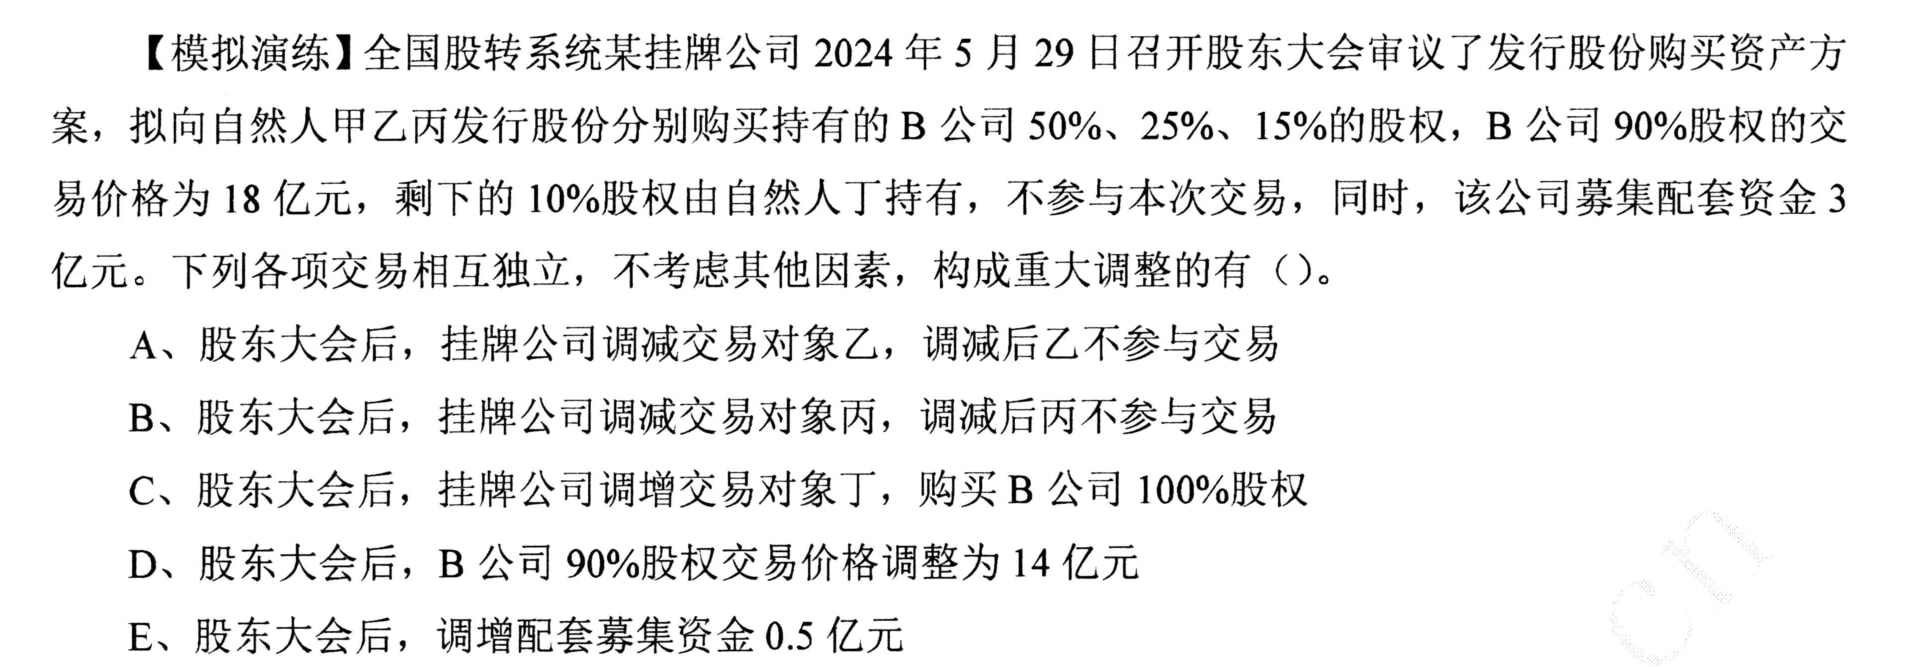 【模拟演练】全国股转系统某挂牌公司 2024 年 5 月 29 日召开股东大会审议了发行股份购买资产方
案，拟向自然人甲乙丙发行股份分别购买持有的 B 公司 50%、25%、15%的股权，B 公司 90%股权的交
易价格为 18 亿元，剩下的 10%股权由自然人丁持有，不参与本次交易，同时，该公司募集配套资金 3
亿元。下列各项交易相互独立，不考虑其他因素，构成重大调整的有（）。
A、股东大会后，挂牌公司调减交易对象乙，调减后乙不参与交易
B、股东大会后，挂牌公司调减交易对象丙，调减后丙不参与交易
C、股东大会后，挂牌公司调增交易对象丁，购买 B 公司 100%股权
D、股东大会后，B 公司 90%股权交易价格调整为 14 亿元
E、股东大会后，调增配套募集资金 0.5 亿元
cn